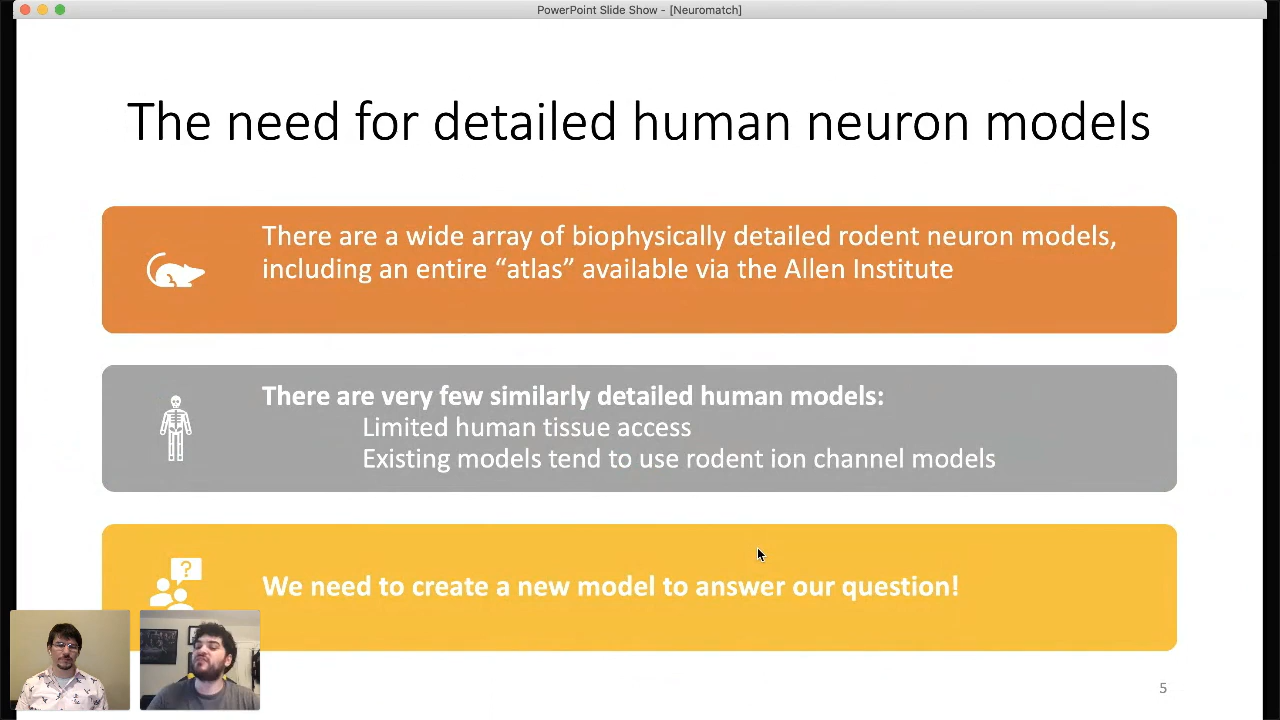 PowerPoint Slide Show - [Neuromatch]
The need for detailed human neuron models
There are a wide array of biophysically detailed rodent neuron models,
including an entire “atlas” available via the Allen Institute
There are very few similarly detailed human models:
Limited human tissue access
Existing models tend to use rodent ion channel models
?
We need to create a new model to answer our question!
5